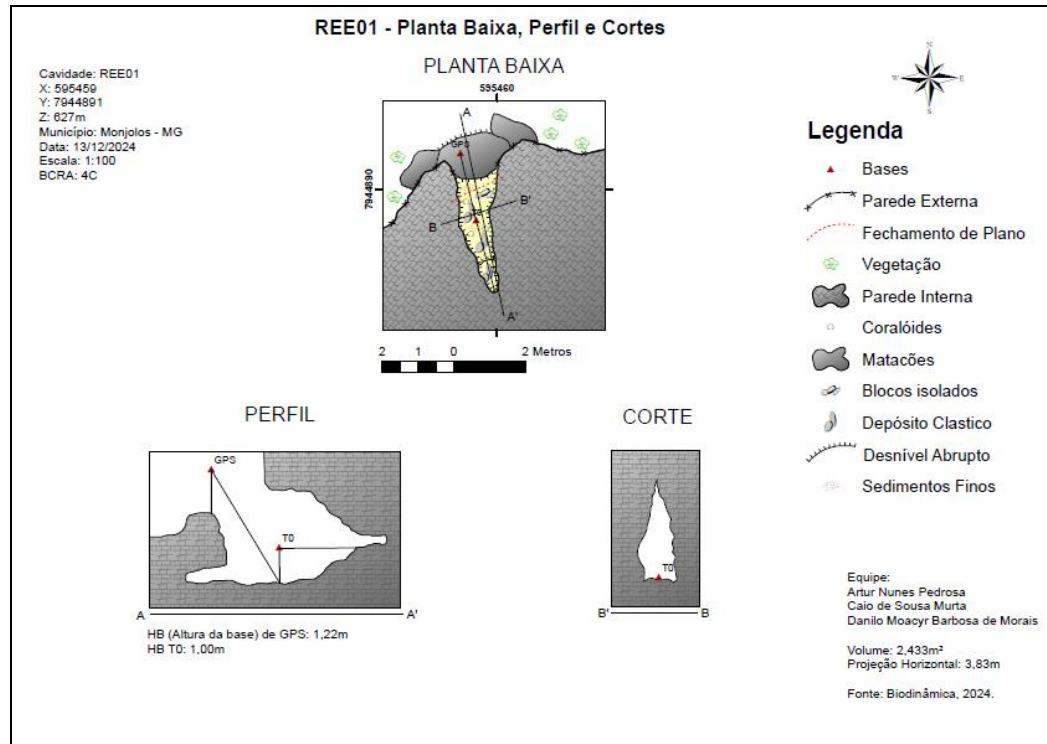 REE01 - Planta Baixa, Perfil e Cortes
Cavidade: REE01
X: 595459
Y: 7944891
Z: 627m
Município: Monjolos - MG
Data: 13/12/2024
Escala: 1:100
BCRA: 4C
PLANTA BAIXA
595460
7944890
A
GPS
B'
T0
B
A'
2 1 0 2 Metros
N
W E
S
Legenda
Bases
Parede Externa
Fechamento de Plano
Vegetação
Parede Interna
Coralóides
Matacões
Blocos isolados
Depósito Clastico
Desnível Abrupto
Sedimentos Finos
PERFIL
GPS
T0
A A'
HB (Altura da base) de GPS: 1,22m
HB T0: 1,00m
CORTE
T0
B' B
Equipe:
Artur Nunes Pedrosa
Caio de Sousa Murta
Danilo Moacyr Barbosa de Morais
Volume: 2,433m²
Projeção Horizontal: 3,83m
Fonte: Biodinâmica, 2024.